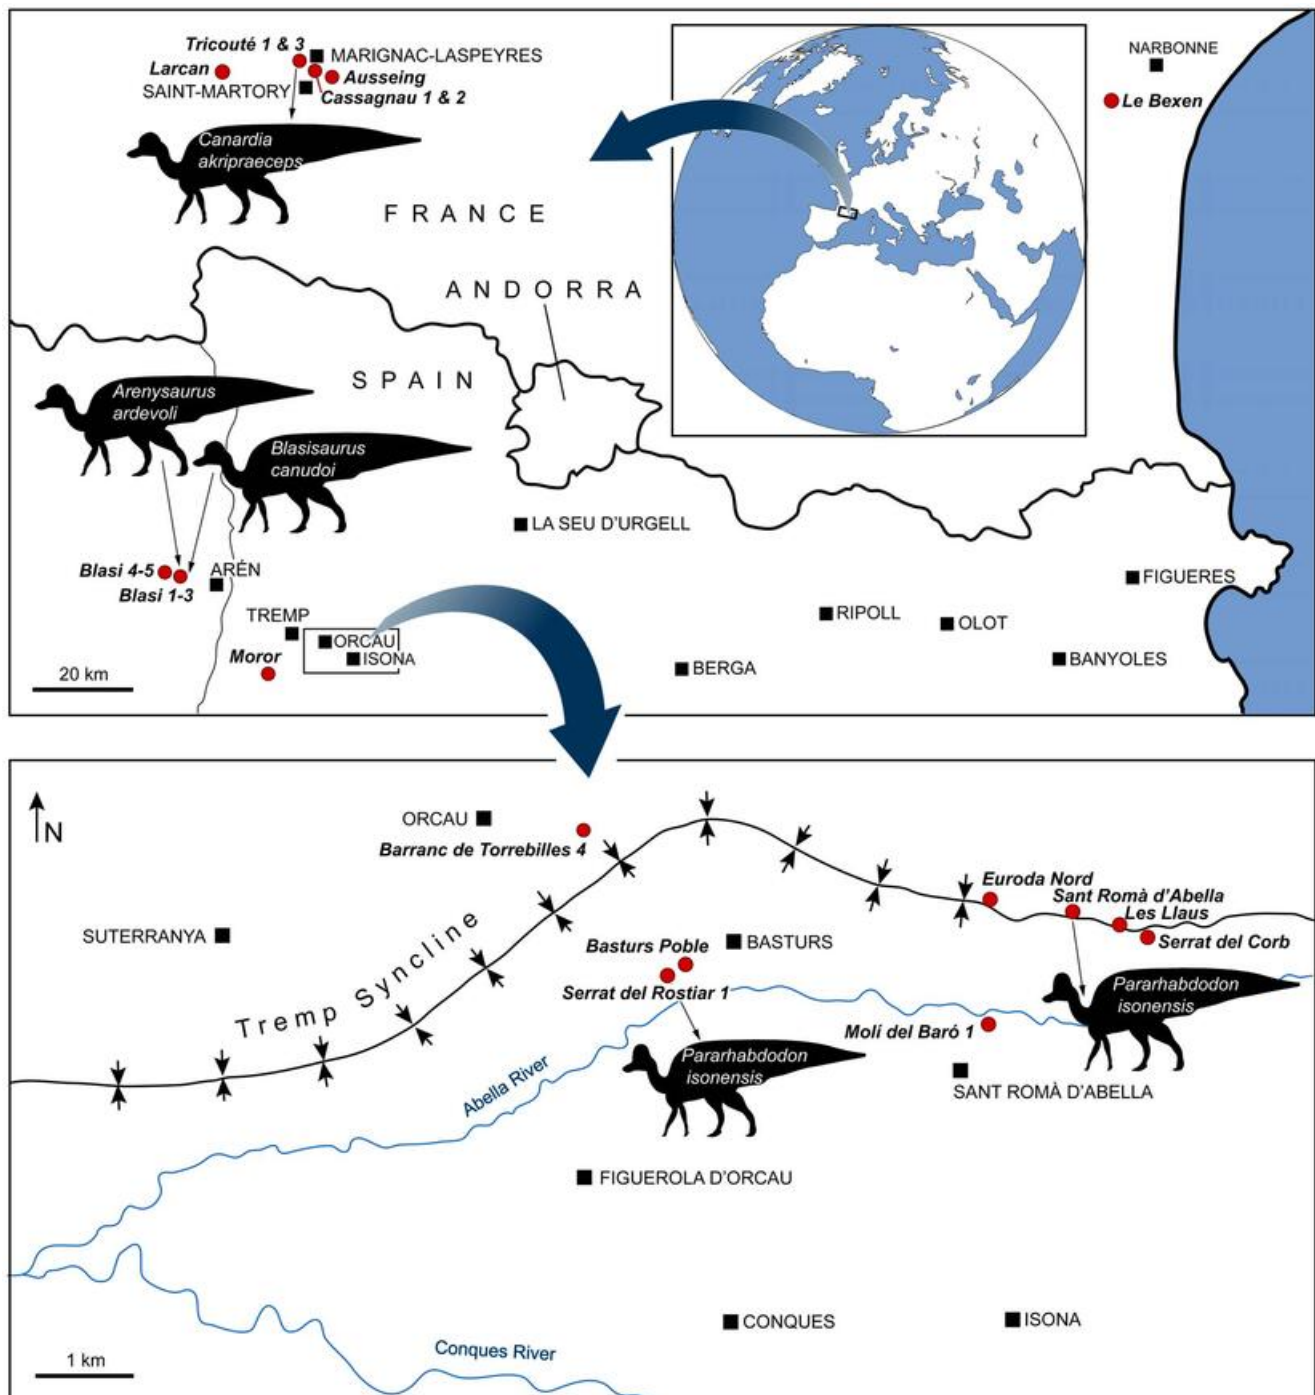 Tricouté 1 & 3
MARIGNAC-LASPEYRES
Larcan
Ausseing
SAINT-MARTORY
Cassagnau 1 & 2
Canardia
akripraeceps
FRANCE
ANDORRA
SPAIN
NARBONNE
Le Bexen
Arenysaurus
ardevoli
Blasisaurus
canudoi
LA SEU D'URGELL
Blasi 4-5
ARÉN
Blasi 1-3
FIGUERES
TREMP
ORCAU
ISONA
Moror
RIPOLL
OLOT
BERGA
BANYOLES
20 km
N
ORCAU
Barranc de Torrebilles 4
Euroda Nord
Sant Romà d'Abella
Les Llaus
Serrat del Corb
SUTERRANYA
Tremp Syncline
Basturs Poble
BASTURS
Serrat del Rostiar 1
Pararhabdodon
isonensis
Molí del Baró 1
Pararhabdodon
isonensis
SANT ROMÀ D'ABELLA
Abella River
FIGUEROLA D'ORCAU
CONQUES
ISONA
Conques River
1 km